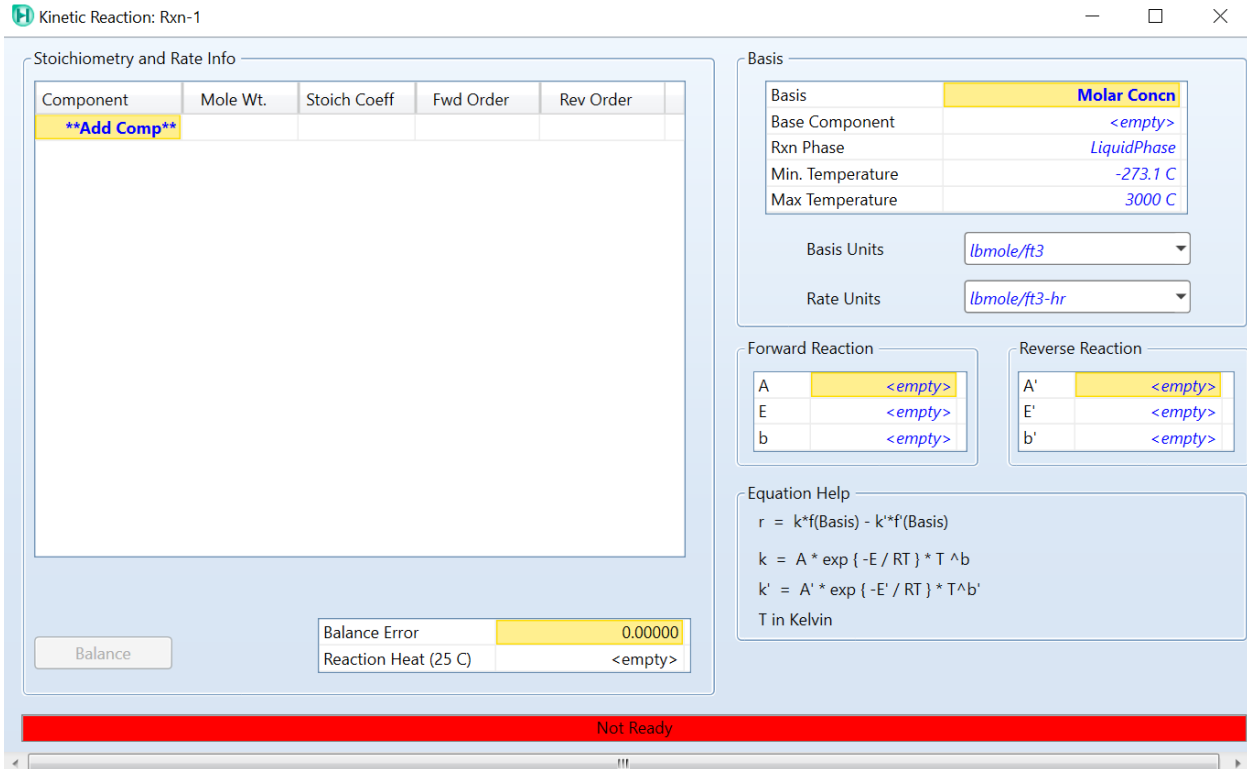 Kinetic Reaction: Rxn-1
Stoichiometry and Rate Info
Component Mole Wt. Stoich Coeff Fwd Order Rev Order
**Add Comp**
Balance
Balance Error 0.00000
Reaction Heat (25 C) <empty>
Basis
Basis Molar Concn
Base Component <empty>
Rxn Phase LiquidPhase
Min. Temperature -273.1 C
Max Temperature 3000 C
Basis Units lbmole/ft3
Rate Units lbmole/ft3-hr
Forward Reaction
A <empty>
E <empty>
b <empty>
Reverse Reaction
A' <empty>
E' <empty>
b' <empty>
Equation Help
r = k*f(Basis) - k'*f'(Basis)
k = A * exp { -E / RT } * T ^b
k' = A' * exp { -E' / RT } * T^b'
T in Kelvin
Not Ready